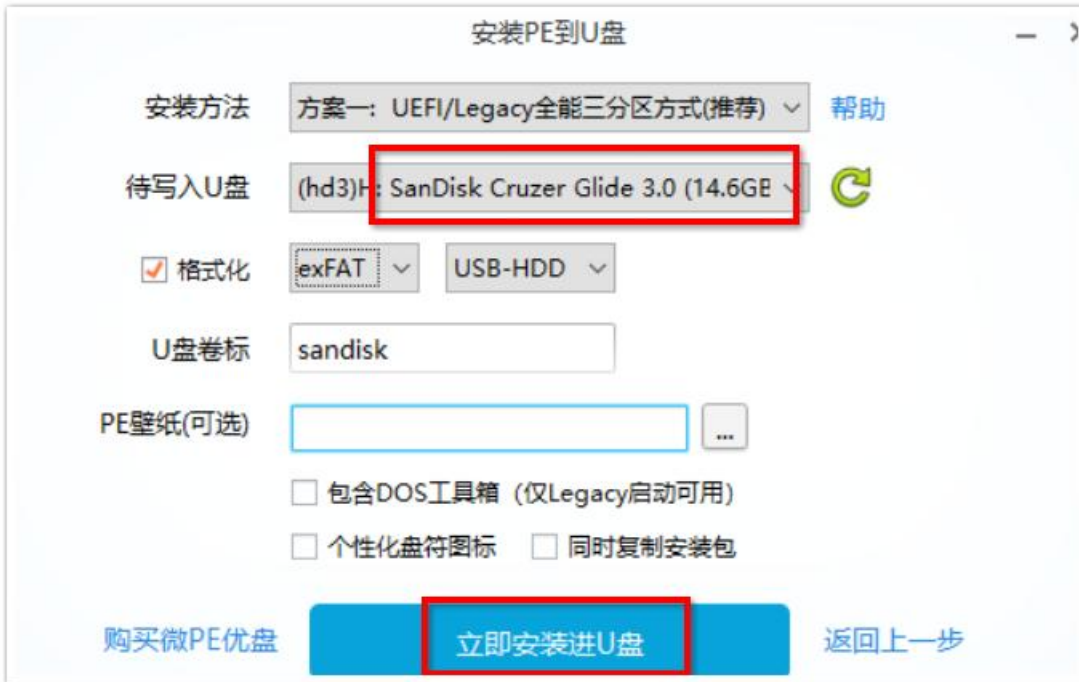 安装PE到U盘
安装方法 方案一: UEFI/Legacy全能三分区方式(推荐) 帮助
待写入U盘 (hd3)H: SanDisk Cruzer Glide 3.0 (14.6GB
格式化 exFAT USB-HDD
U盘卷标 sandisk
PE壁纸(可选) ...
包含DOS工具箱（仅Legacy启动可用）
个性化盘符图标 同时复制安装包
购买微PE优盘 立即安装进U盘 返回上一步